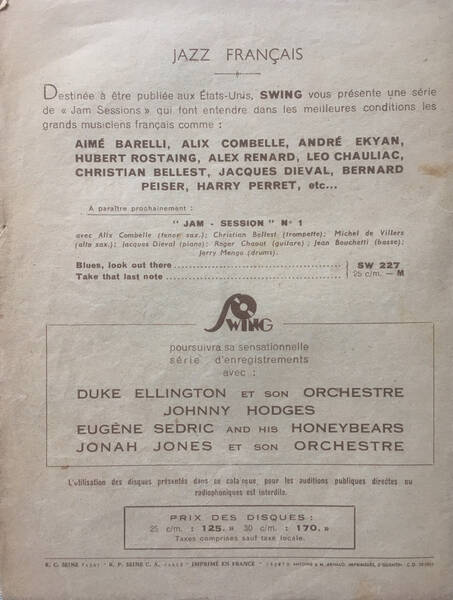 JAZZ FRANÇAIS
Destinée à être publiée aux États-Unis, SWING vous présente une série
de « Jam Sessions » qui font entendre dans les meilleures conditions les
grands musiciens français comme :
AIMÉ BARELLI, ALIX COMBELLE, ANDRÉ EKYAN,
HUBERT ROSTAING, ALEX RENARD, LEO CHAULIAC,
CHRISTIAN BELLEST, JACQUES DIEVAL, BERNARD
PEISER, HARRY PERRET, etc...
A paraître prochainement :
" JAM - SESSION " N° 1
avec Alix Combelle (tenor sax.); Christian Bellest (trompette); Michel de Villers
(alto sax.); Jacques Dieval (piano); Roger Chaout (guitare); Jean Bouchetti (basse);
Jerry Mengo (drums).
Blues, look out there SW 227
Take that last note 25 c/m. — M
SWING
poursuivra sa sensationnelle
série d'enregistrements
avec :
DUKE ELLINGTON ET SON ORCHESTRE
JOHNNY HODGES
EUGÈNE SEDRIC AND HIS HONEYBEARS
JONAH JONES ET SON ORCHESTRE
L'utilisation des disques présentés dans ce catalogue, pour les auditions publiques directes ou
radiophoniques est interdite.
PRIX DES DISQUES :
25 c/m. : 125. » 30 c/m. : 170. »
Taxes comprises sauf taxe locale.
R. C. SEINE R. P. SEINE C. A. IMPRIMÉ EN FRANCE ANTOINE & M. ARNAUD, IMPRIMEURS, ST-QUENTIN